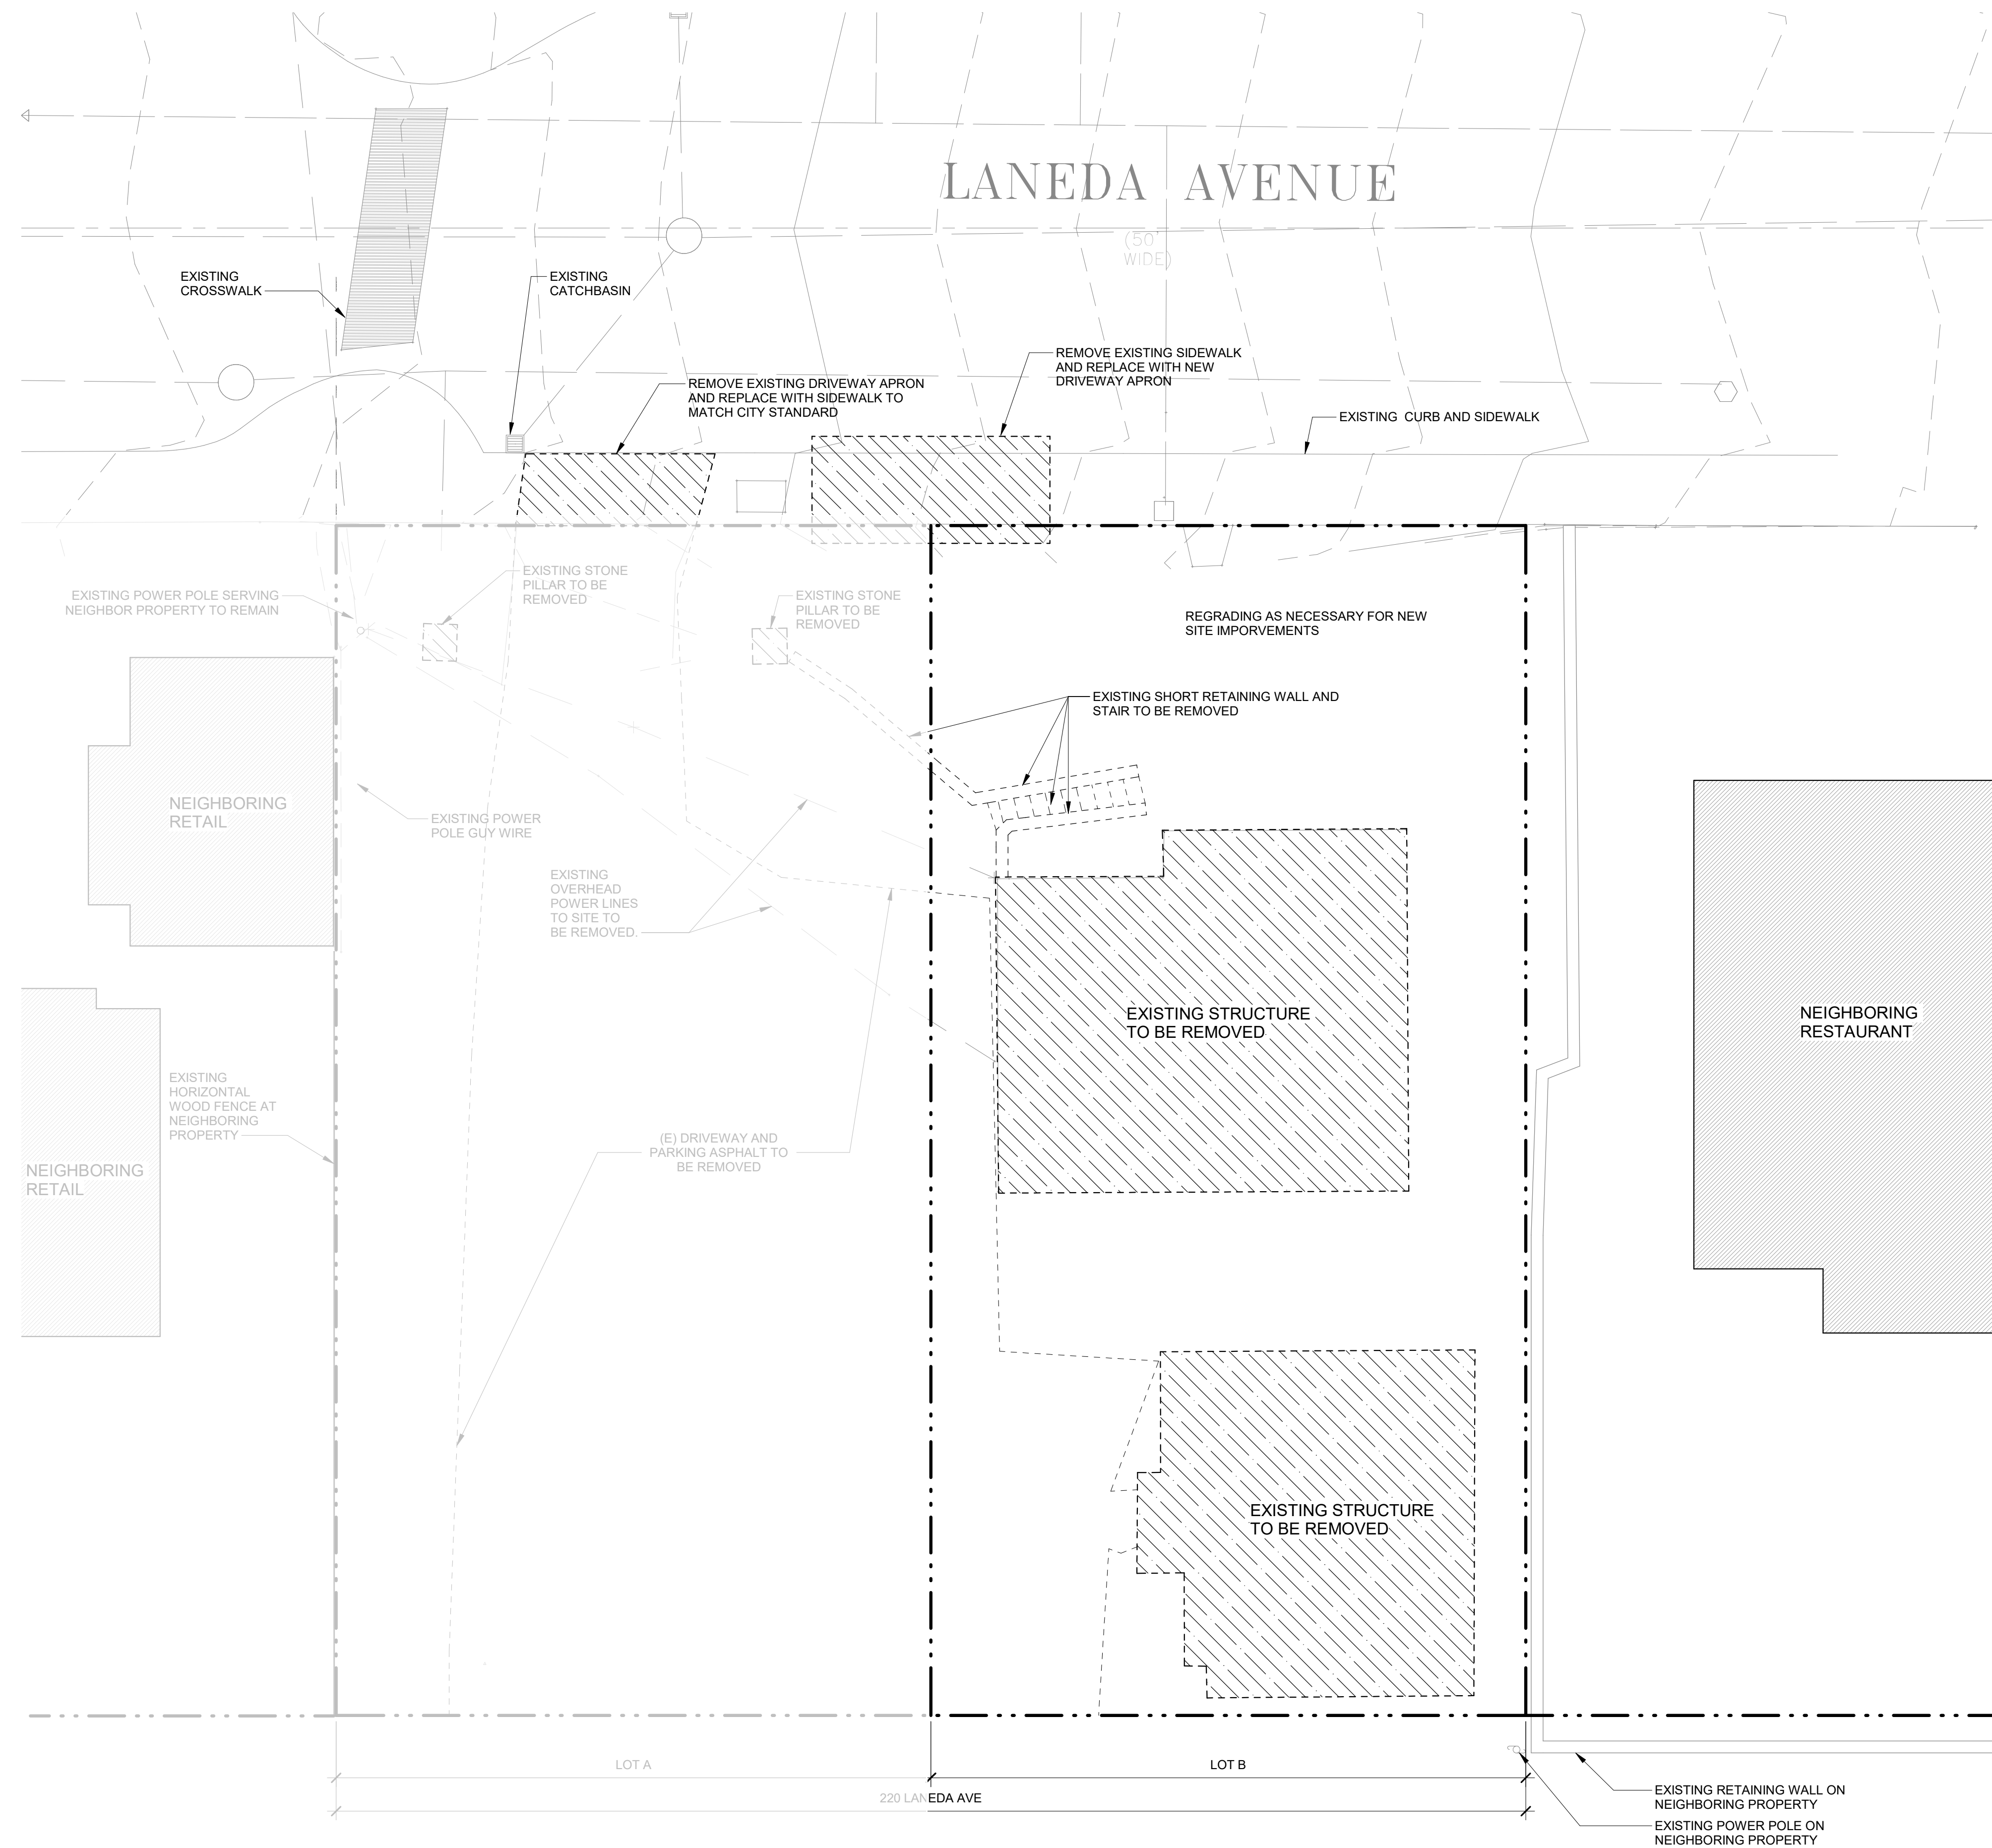 LANEDA AVENUE
(50'
WIDE)
EXISTING
CROSSWALK
EXISTING
CATCHBASIN
REMOVE EXISTING SIDEWALK
AND REPLACE WITH NEW
DRIVEWAY APRON
REMOVE EXISTING DRIVEWAY APRON
AND REPLACE WITH SIDEWALK TO
MATCH CITY STANDARD
EXISTING CURB AND SIDEWALK
EXISTING STONE
PILLAR TO BE
REMOVED
EXISTING POWER POLE SERVING
NEIGHBOR PROPERTY TO REMAIN
EXISTING STONE
PILLAR TO BE
REMOVED
REGRADING AS NECESSARY FOR NEW
SITE IMPORVEMENTS
EXISTING SHORT RETAINING WALL AND
STAIR TO BE REMOVED
NEIGHBORING
RETAIL
EXISTING POWER
POLE GUY WIRE
EXISTING
OVERHEAD
POWER LINES
TO SITE TO
BE REMOVED.
EXISTING STRUCTURE
TO BE REMOVED
NEIGHBORING
RESTAURANT
EXISTING
HORIZONTAL
WOOD FENCE AT
NEIGHBORING
PROPERTY
(E) DRIVEWAY AND
PARKING ASPHALT TO
BE REMOVED
NEIGHBORING
RETAIL
EXISTING STRUCTURE
TO BE REMOVED
LOT A
LOT B
220 LANEDA AVE
EXISTING RETAINING WALL ON
NEIGHBORING PROPERTY
EXISTING POWER POLE ON
NEIGHBORING PROPERTY